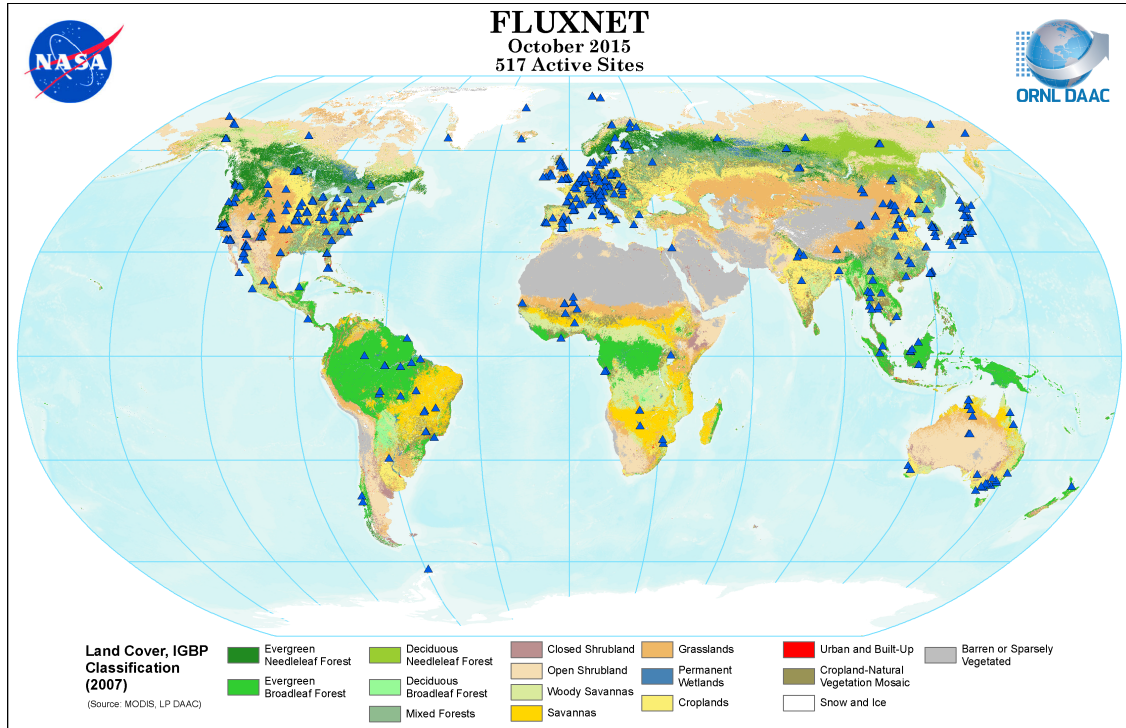 FLUXNET
October 2015
517 Active Sites
NASA
ORNL DAAC
Land Cover, IGBP
Classification
(2007)
(Source: MODIS, LP DAAC)
Evergreen
Needleleaf Forest
Evergreen
Broadleaf Forest
Deciduous
Needleleaf Forest
Deciduous
Broadleaf Forest
Mixed Forests
Closed Shrubland
Open Shrubland
Woody Savannas
Savannas
Grasslands
Permanent
Wetlands
Croplands
Urban and Built-Up
Cropland-Natural
Vegetation Mosaic
Snow and Ice
Barren or Sparsely
Vegetated